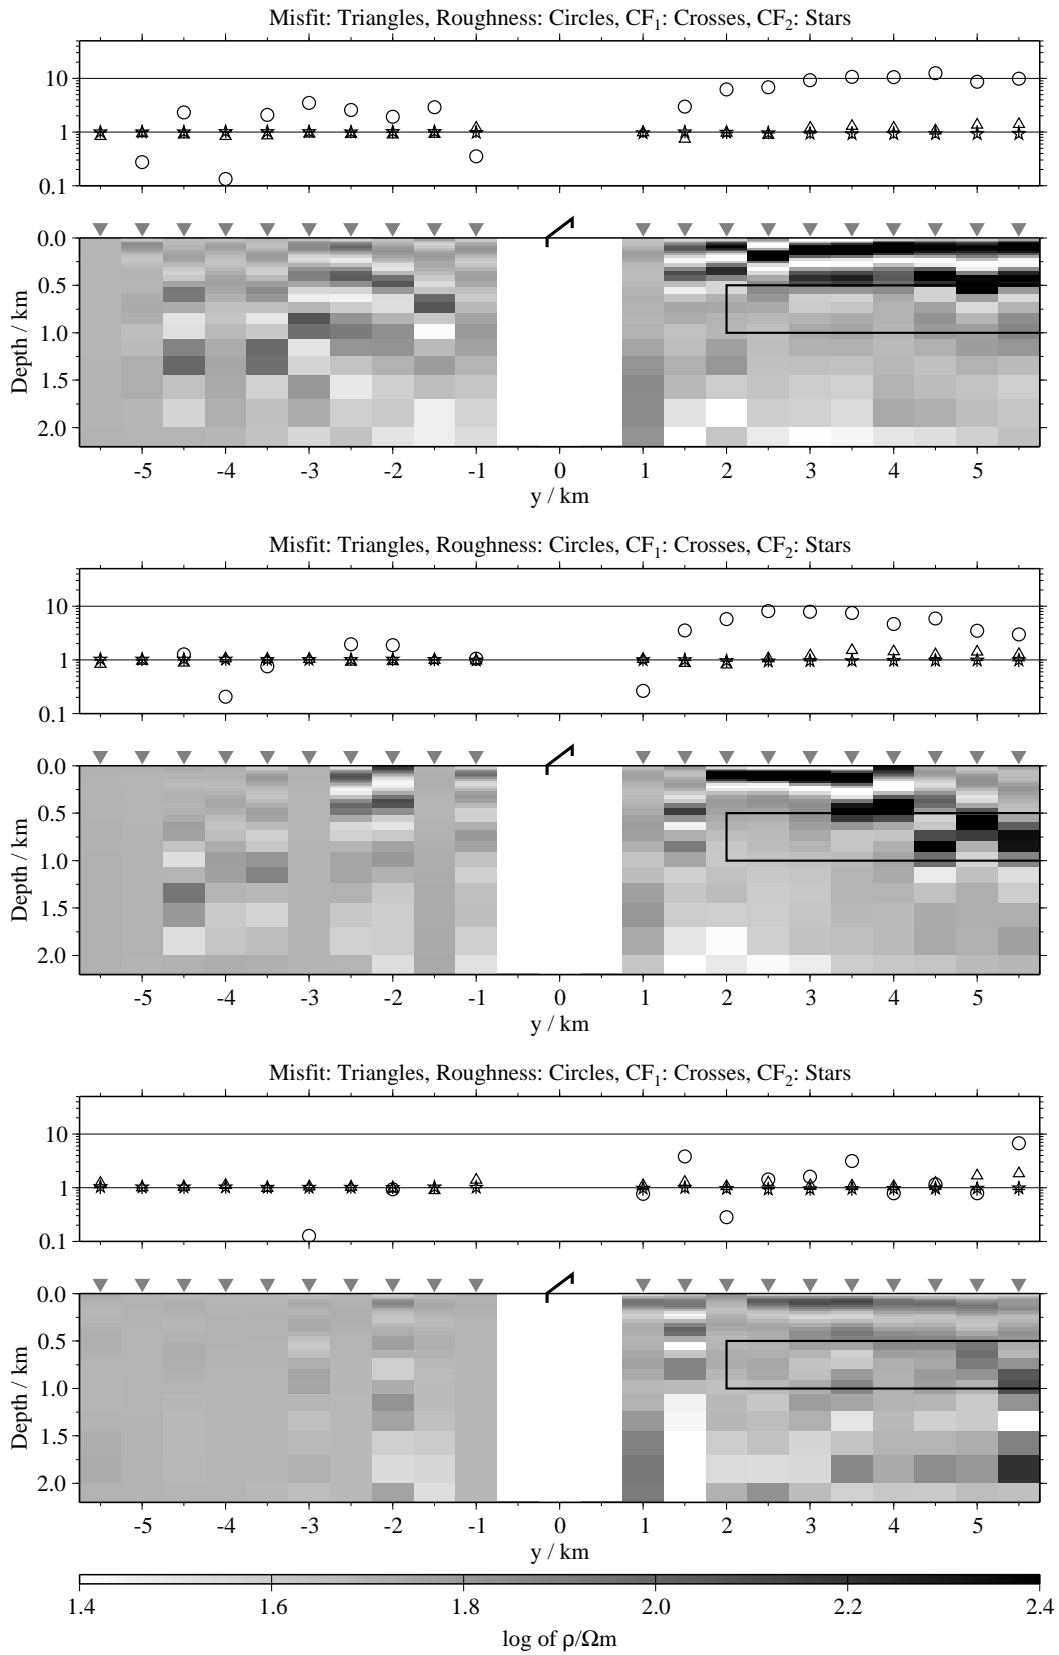 Misfit: Triangles, Roughness: Circles, CF1: Crosses, CF2: Stars
10
1
0.1
0.0
0.5
1.0
1.5
2.0
Depth / km
-5 -4 -3 -2 -1 0 1 2 3 4 5
y / km
Misfit: Triangles, Roughness: Circles, CF1: Crosses, CF2: Stars
10
1
0.1
0.0
0.5
1.0
1.5
2.0
Depth / km
-5 -4 -3 -2 -1 0 1 2 3 4 5
y / km
Misfit: Triangles, Roughness: Circles, CF1: Crosses, CF2: Stars
10
1
0.1
0.0
0.5
1.0
1.5
2.0
Depth / km
-5 -4 -3 -2 -1 0 1 2 3 4 5
y / km
1.4 1.6 1.8 2.0 2.2 2.4
log of ρ/Ωm